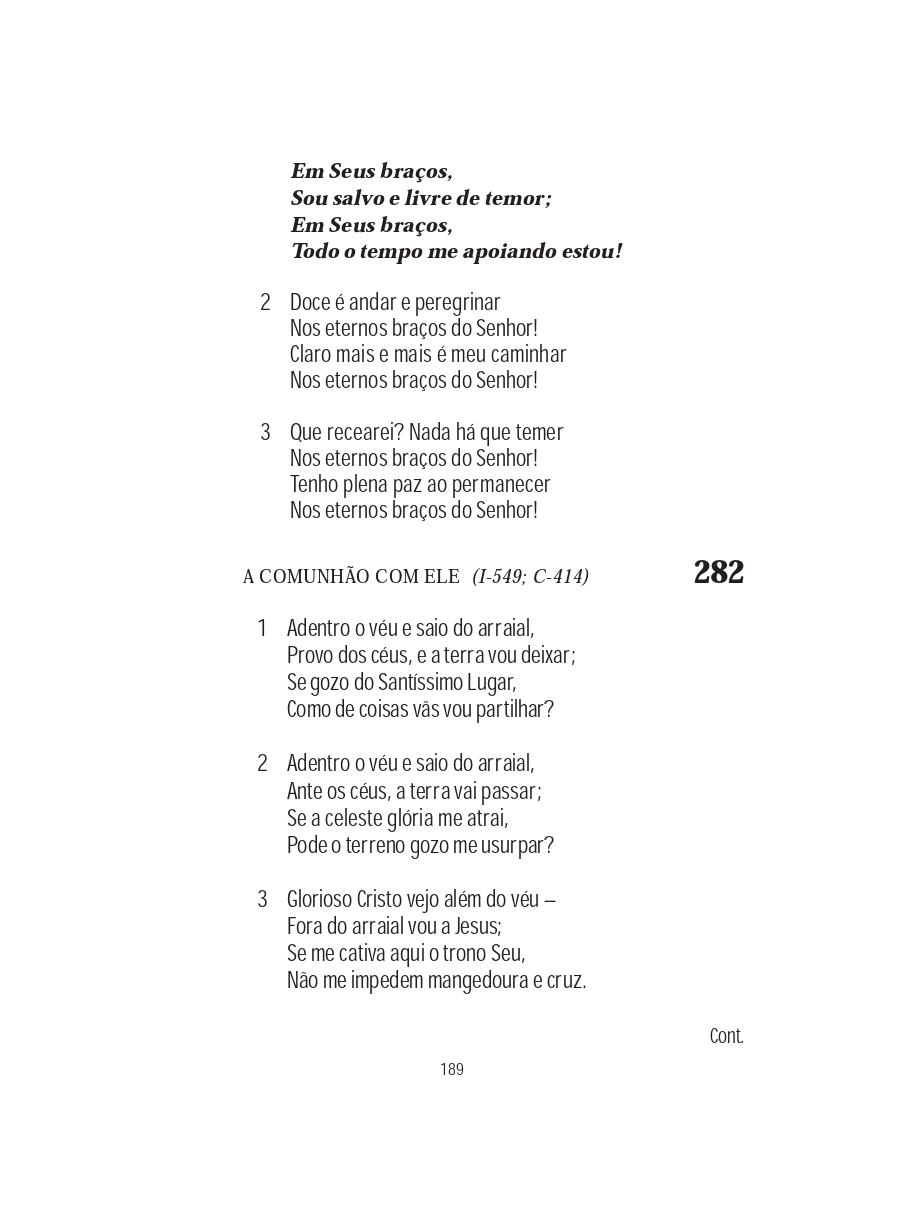 Em Seus braços,
Sou salvo e livre de temor;
Em Seus braços,
Todo o tempo me apoiando estou!
2 Doce é andar e peregrinar
Nos eternos braços do Senhor!
Claro mais e mais é meu caminhar
Nos eternos braços do Senhor!
3 Que recearei? Nada há que temer
Nos eternos braços do Senhor!
Tenho plena paz ao permanecer
Nos eternos braços do Senhor!
A COMUNHÃO COM ELE (I-549; C-414) 282
1 Adentro o véu e saio do arraial,
Provo dos céus, e a terra vou deixar;
Se gozo do Santíssimo Lugar,
Como de coisas vãs vou partilhar?
2 Adentro o véu e saio do arraial,
Ante os céus, a terra vai passar;
Se a celeste glória me atrai,
Pode o terreno gozo me usurpar?
3 Glorioso Cristo vejo além do véu –
Fora do arraial vou a Jesus;
Se me cativa aqui o trono Seu,
Não me impedem mangedoura e cruz.
Cont.
189